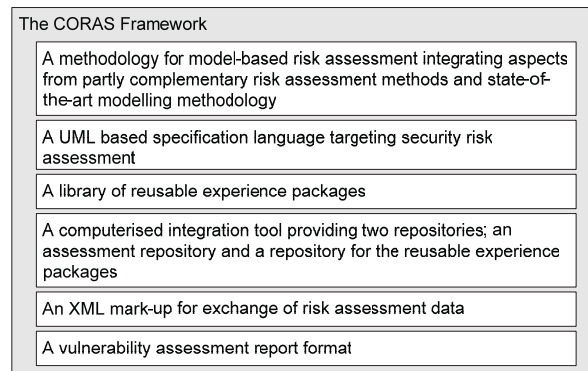 The CORAS Framework
A methodology for model-based risk assessment integrating aspects
from partly complementary risk assessment methods and state-of-
the-art modelling methodology
A UML based specification language targeting security risk
assessment
A library of reusable experience packages
A computerised integration tool providing two repositories; an
assessment repository and a repository for the reusable experience
packages
An XML mark-up for exchange of risk assessment data
A vulnerability assessment report format